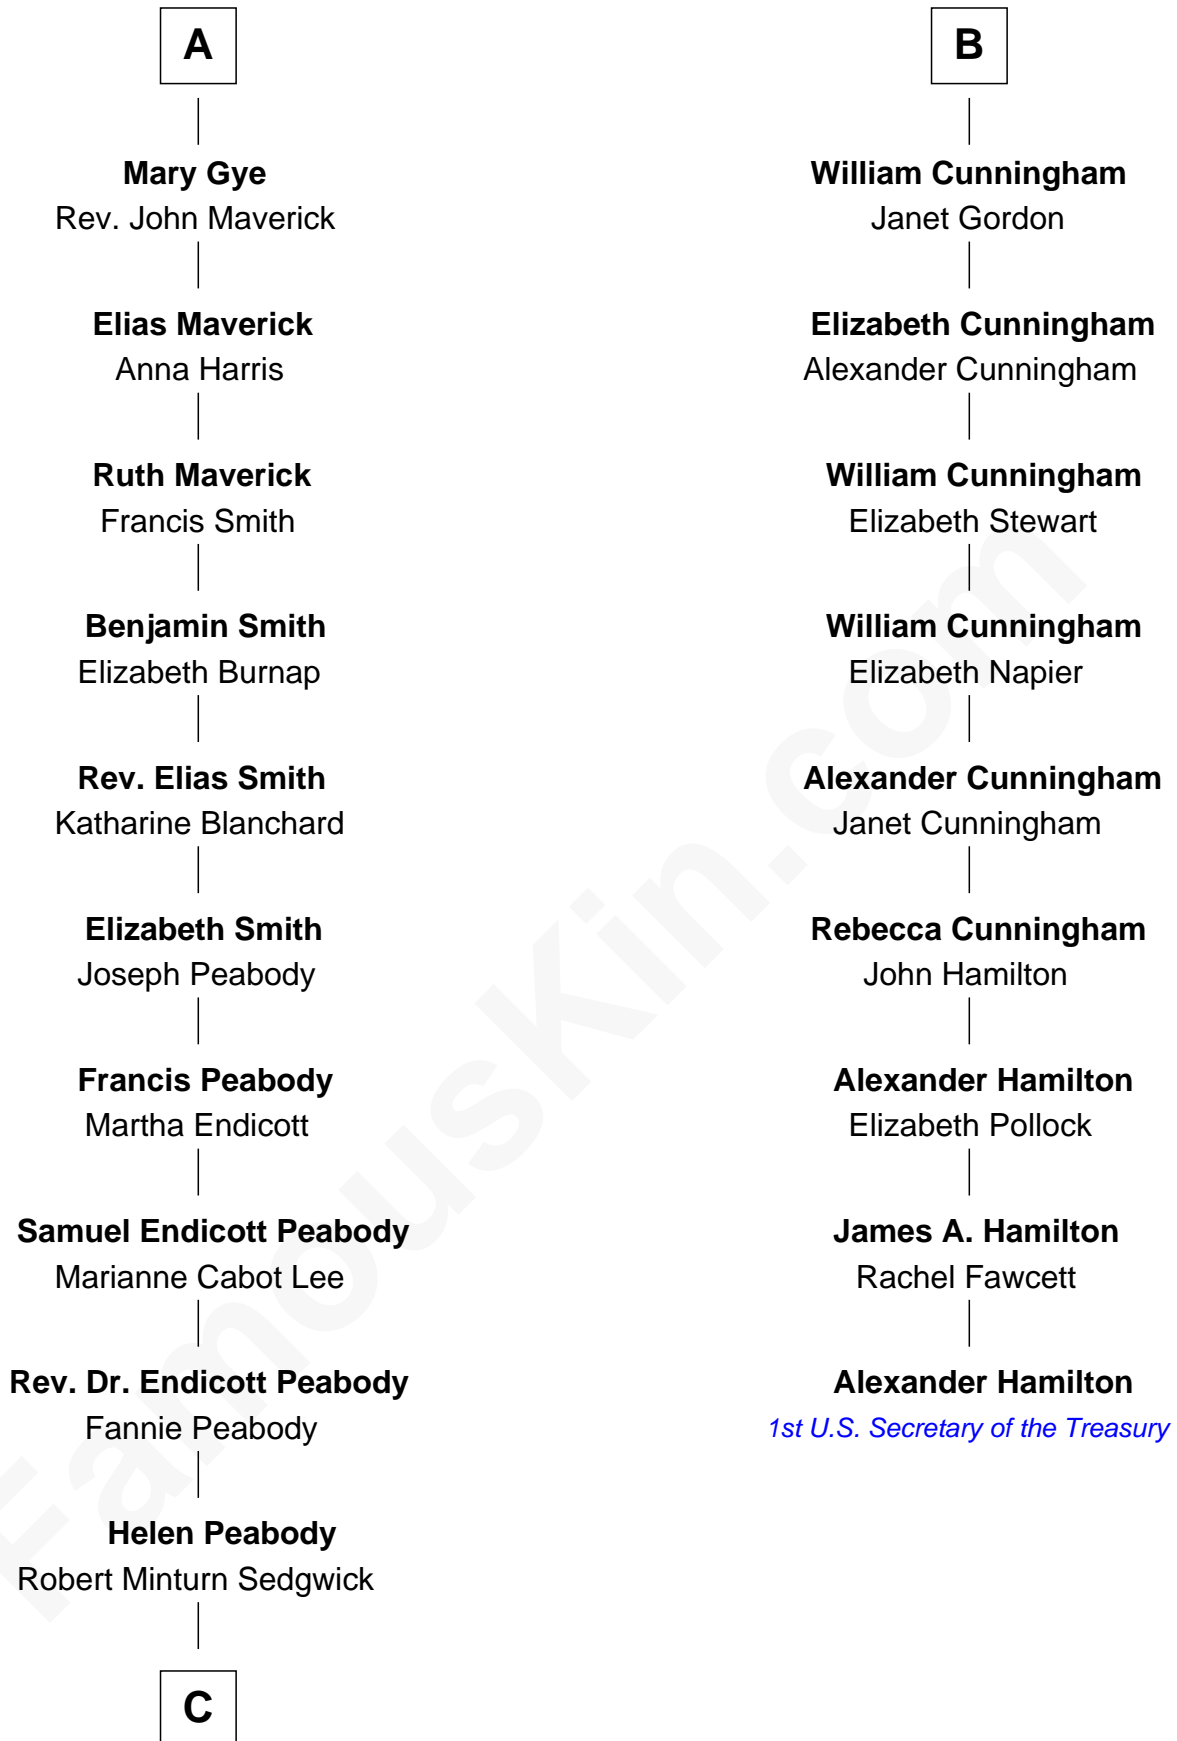 A
Mary Gye
Rev. John Maverick
Elias Maverick
Anna Harris
Ruth Maverick
Francis Smith
Benjamin Smith
Elizabeth Burnap
Rev. Elias Smith
Katharine Blanchard
Elizabeth Smith
Joseph Peabody
Francis Peabody
Martha Endicott
Samuel Endicott Peabody
Marianne Cabot Lee
Rev. Dr. Endicott Peabody
Fannie Peabody
Helen Peabody
Robert Minturn Sedgwick
C
B
William Cunningham
Janet Gordon
Elizabeth Cunningham
Alexander Cunningham
William Cunningham
Elizabeth Stewart
William Cunningham
Elizabeth Napier
Alexander Cunningham
Janet Cunningham
Rebecca Cunningham
John Hamilton
Alexander Hamilton
Elizabeth Pollock
James A. Hamilton
Rachel Fawcett
Alexander Hamilton
1st U.S. Secretary of the Treasury
FamousKin.com